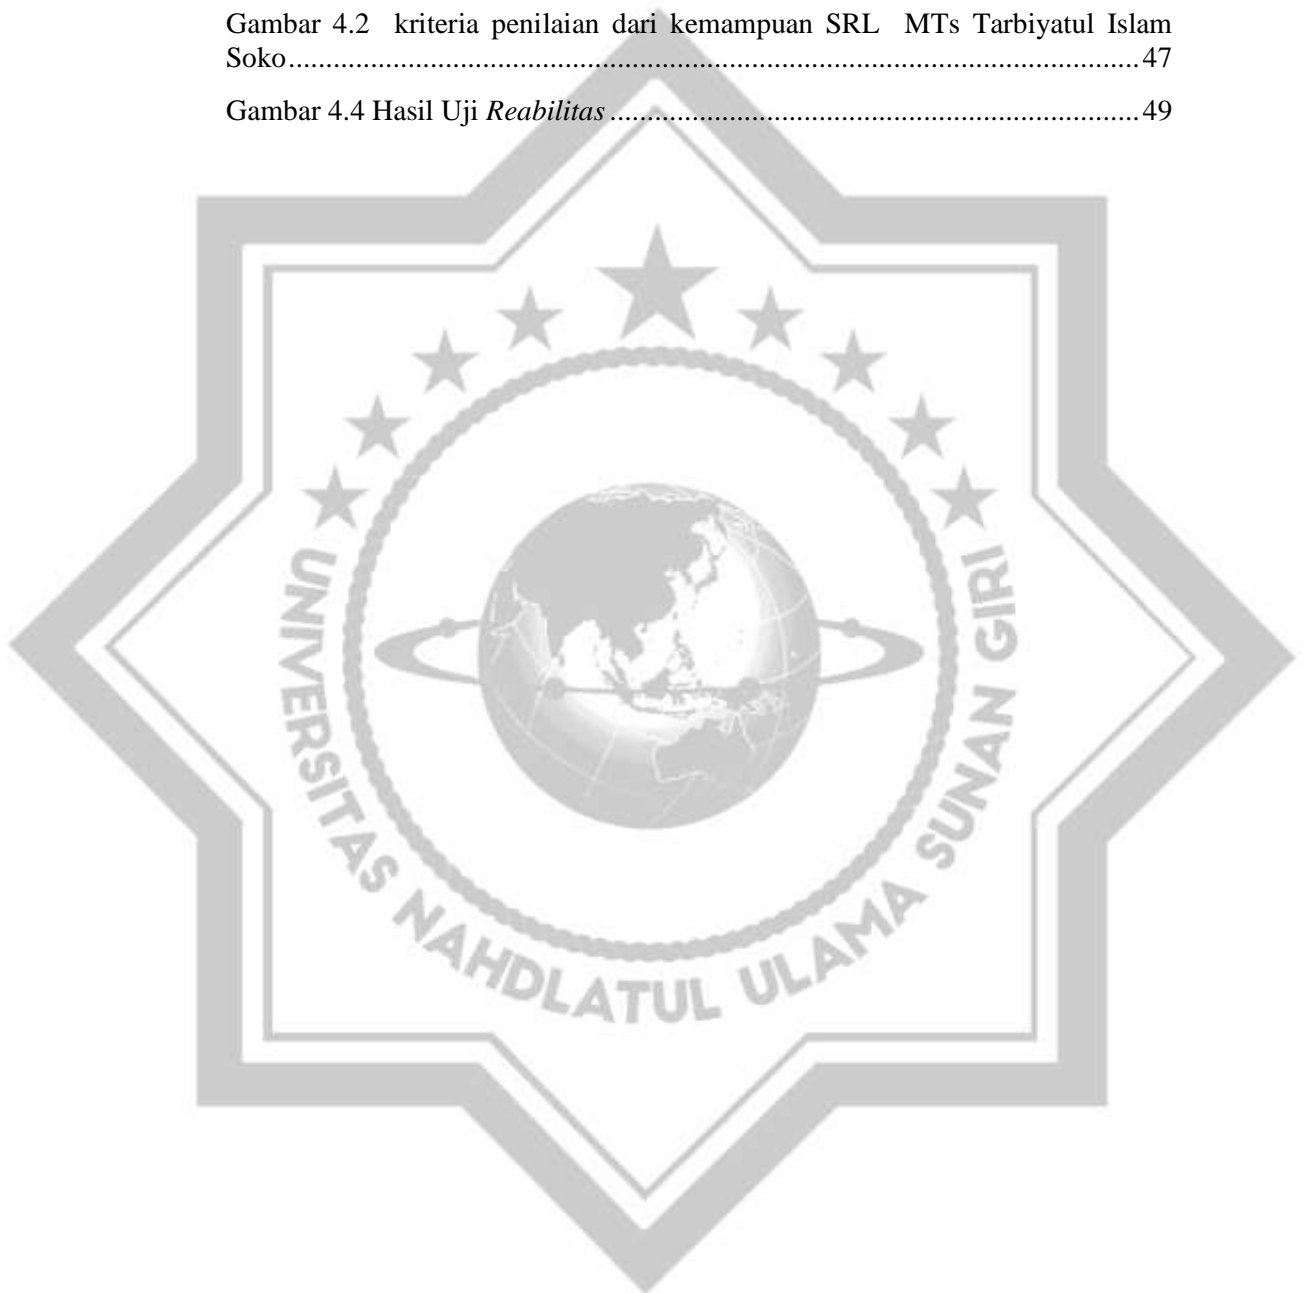 Gambar 4.2 kriteria penilaian dari kemampuan SRL MTs Tarbiyatul Islam
Soko....................................................................................................................47
Gambar 4.4 Hasil Uji Reabilitas.......................................................................49
UNIVERSITAS NAHDLATUL ULAMA SUNAN GIRI